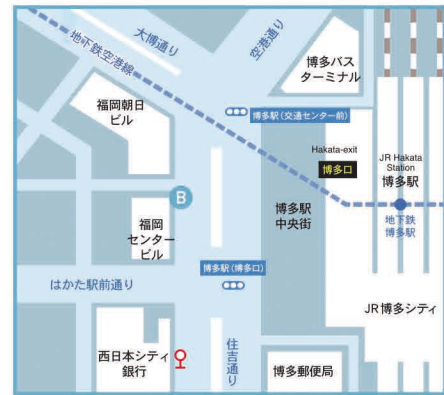 大博通り
地下鉄空港線
空港通り
博多バス
ターミナル
福岡朝日
ビル
博多駅(交通センター前)
Hakata-exit
博多口
JR Hakata
Station
博多駅
B
福岡
センター
ビル
博多駅
中央街
地下鉄
博多駅
博多駅(博多口)
はかた駅前通り
JR博多シティ
西日本シティ
銀行
住吉通り
博多郵便局